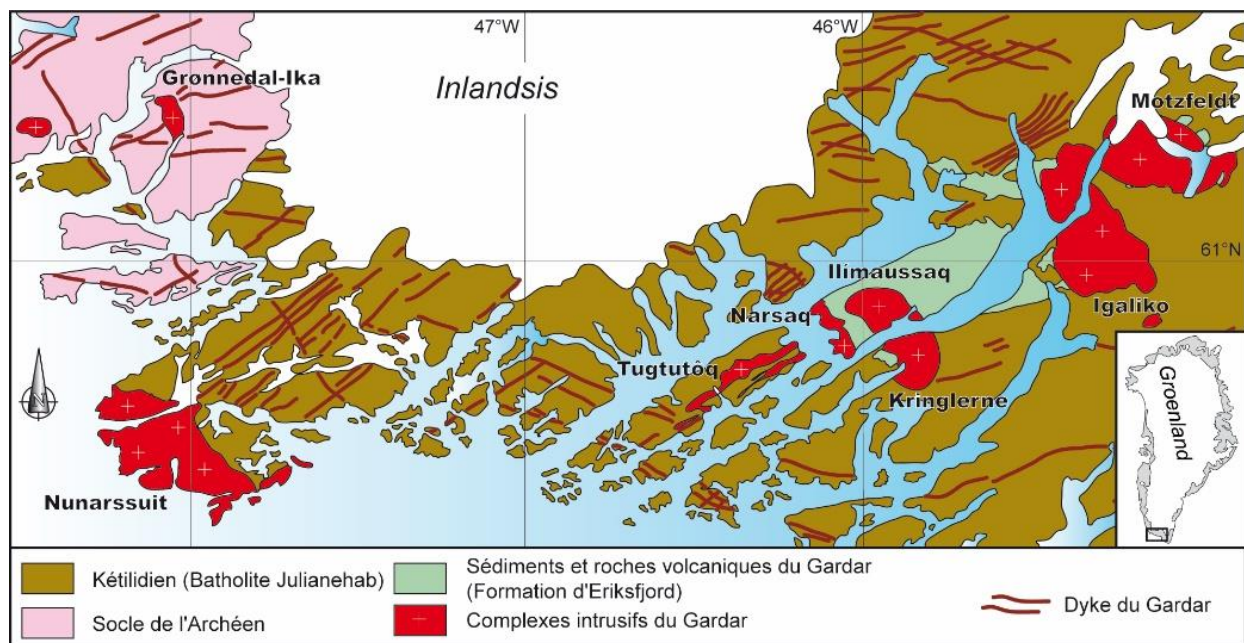 47°W
46°W
Grønnedal-Ika
Inlandsis
Motzfeldt
61°N
Ilimaussaq
Igaliko
Narsaq
Tugtutôq
Kringlerne
Nunarssuit
N
Groenland
Kétilidien (Batholite Julianehab)
Socle de l'Archéen
Sédiments et roches volcaniques du Gardar
(Formation d'Eriksfjord)
Complexes intrusifs du Gardar
Dyke du Gardar